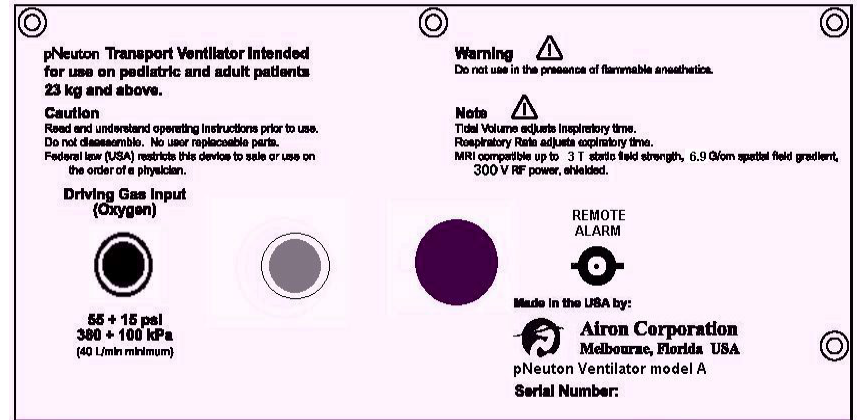 pNeuton Transport Ventilator Intended
for use on pediatric and adult patients
23 kg and above.
Caution
Read and understand operating instructions prior to use.
Do not disassemble. No user replaceable parts.
Federal law (USA) restricts this device to sale or use on
the order of a physician.
Driving Gas Input
(Oxygen)
55 + 15 psi
380 + 100 kPa
(40 L/min minimum)
Warning
Do not use in the presence of flammable anesthetics.
Note
Tidal Volume adjusts inspiratory time.
Respiratory Rate adjusts expiratory time.
MRI compatible up to 3 T static field strength, 6.9 G/cm spatial field gradient,
300 V RF power, shielded.
REMOTE
ALARM
Made in the USA by:
Airon Corporation
Melbourne, Florida USA
pNeuton Ventilator model A
Serial Number: